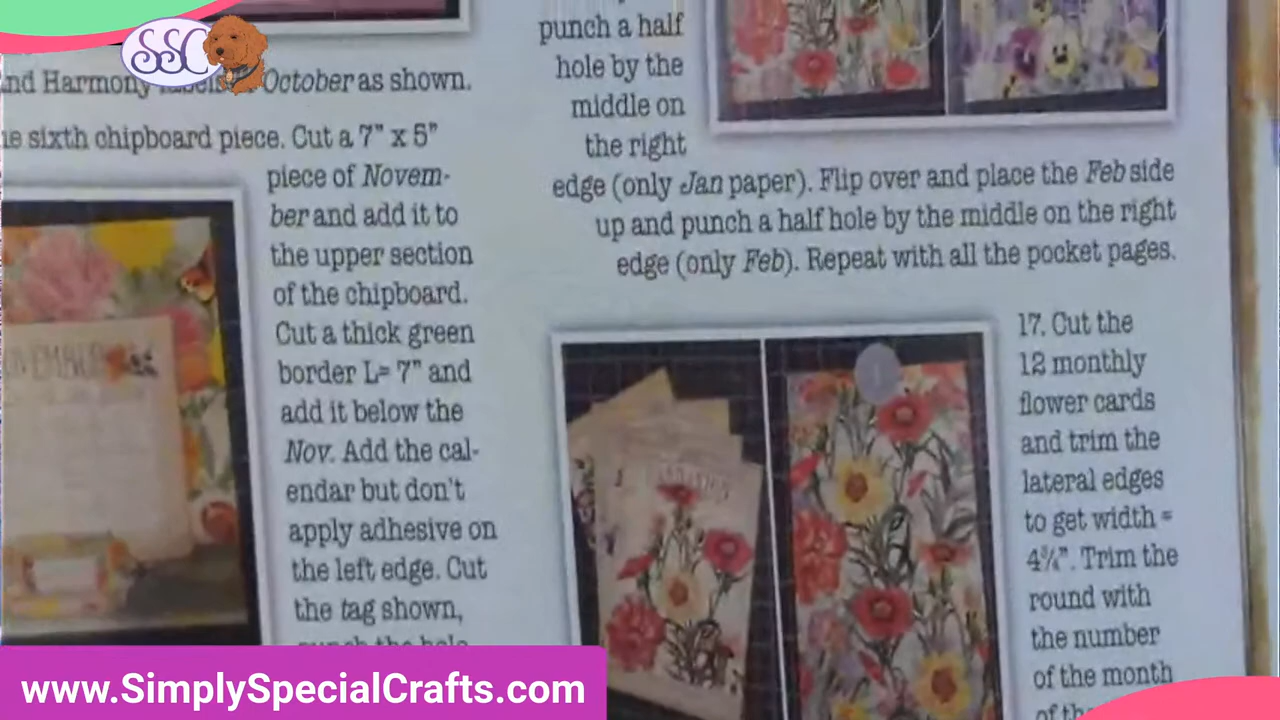 SSC
nd Harmony labels. October as shown.
e sixth chipboard piece. Cut a 7" x 5"
piece of Novem-
ber and add it to
the upper section
of the chipboard.
Cut a thick green
border L= 7" and
add it below the
Nov. Add the cal-
endar but don't
apply adhesive on
the left edge. Cut
the tag shown,
punch the hole
punch a half
hole by the
middle on
the right
edge (only Jan paper). Flip over and place the Feb side
up and punch a half hole by the middle on the right
edge (only Feb). Repeat with all the pocket pages.
17. Cut the
12 monthly
flower cards
and trim the
lateral edges
to get width =
4¾". Trim the
round with
the number
of the month
www.SimplySpecialCrafts.com